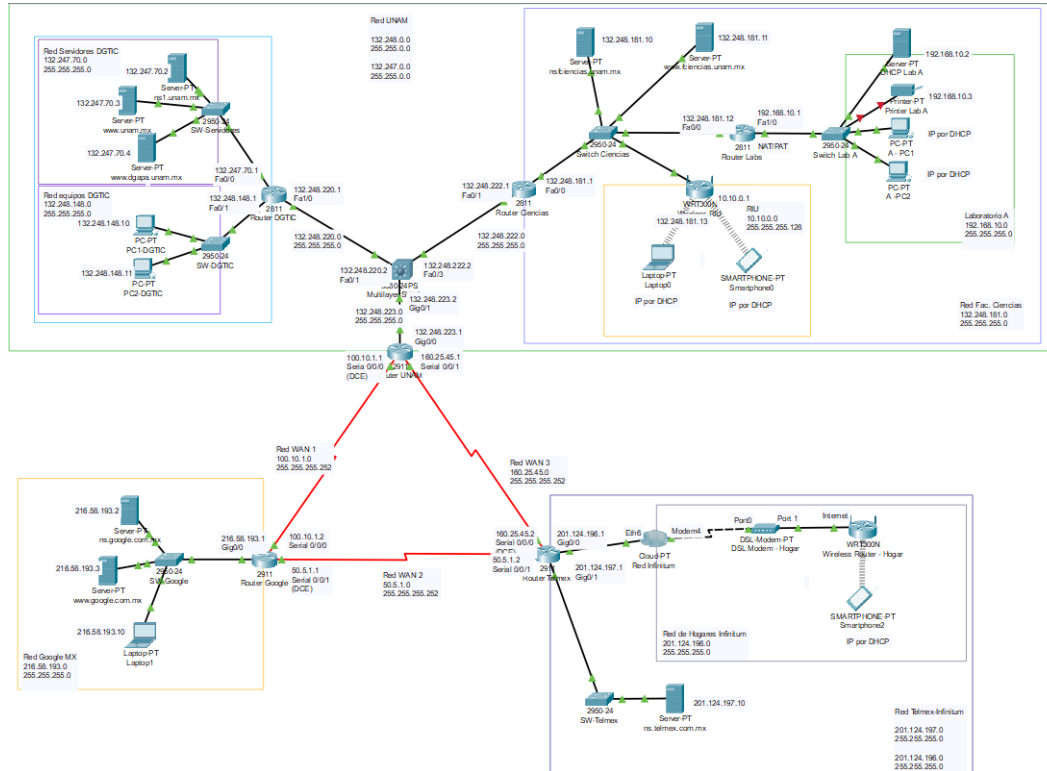 Red UNAM
132.248.0.0
255.255.0.0
132.247.0.0
255.255.0.0
Red Servidores DGTIC
132.247.70.0
255.255.255.0
132.247.70.2
Server-PT
ns1.unam.mx
132.247.70.3
Server-PT
www.unam.mx
2950-24
SW-Servidores
132.247.70.4
Server-PT
www.dgapa.unam.mx
132.247.70.1
Fa0/0
Red equipos DGTIC
132.248.148.0
255.255.255.0
132.248.148.1
Fa0/1
132.248.220.1
Fa1/0
2811
Router DGTIC
132.248.148.10
PC-PT
PC1-DGTIC
2950-24
SW-DGTIC
132.248.148.11
PC-PT
PC2-DGTIC
132.248.220.0
255.255.255.0
132.248.220.2
Fa0/1
132.248.222.2
Fa0/3
Multilayer
132.248.223.2
Gig0/1
132.248.223.0
255.255.255.0
132.248.223.1
Gig0/0
132.248.222.1
Fa0/1
132.248.181.1
Fa0/0
2811
Router Ciencias
132.248.222.0
255.255.255.0
132.248.181.10
Server-PT
nsfciencias.unam.mx
132.248.181.11
Server-PT
www.fciencias.unam.mx
2950-24
Switch Ciencias
132.248.181.12
Fa0/0
192.168.10.1
Fa1/0
2811
Router Labs
NAT/PAT
2950-24
Switch Lab A
192.168.10.2
Server-PT
DHCP Lab A
192.168.10.3
Printer-PT
Printer Lab A
PC-PT
A - PC1
IP por DHCP
PC-PT
A -PC2
IP por DHCP
Laboratorio A
192.168.10.0
255.255.255.0
WRT300N
RIU
132.248.181.13
10.10.0.1
RIU
10.10.0.0
255.255.255.128
Laptop-PT
Laptop0
IP por DHCP
SMARTPHONE-PT
Smartphone0
IP por DHCP
Red Fac. Ciencias
132.248.181.0
255.255.255.0
100.10.1.1
Serial 0/0/0
(DCE)
160.25.45.1
Serial 0/0/1
UNAM
Red WAN 1
100.10.1.0
255.255.255.252
Red WAN 3
160.25.45.0
255.255.255.252
216.58.193.2
Server-PT
ns.google.com.mx
216.58.193.1
Gig0/0
100.10.1.2
Serial 0/0/0
2911
Router Google
50.5.1.1
Serial 0/0/1
(DCE)
Red WAN 2
50.5.1.0
255.255.255.252
216.58.193.3
Server-PT
www.google.com.mx
2950-24
SW-Google
216.58.193.10
Laptop-PT
Laptop1
Red Google MX
216.58.193.0
255.255.255.0
160.25.45.2
Serial 0/0/0
(DCE)
50.5.1.2
Serial 0/0/1
201.124.196.1
Gig0/0
Router Telmex
201.124.197.1
Gig0/1
Eth6
Modem4
Cloud-PT
Red Infinitum
Port0
Port 1
DSL-Modem-PT
DSL Modem - Hogar
Internet
WRT300N
Wireless Router - Hogar
SMARTPHONE-PT
Smartphone2
IP por DHCP
Red de Hogares Infinitum
201.124.196.0
255.255.255.0
2950-24
SW-Telmex
201.124.197.10
Server-PT
ns.telmex.com.mx
Red Telmex-Infinitum
201.124.197.0
255.255.255.0
201.124.196.0
255.255.255.0